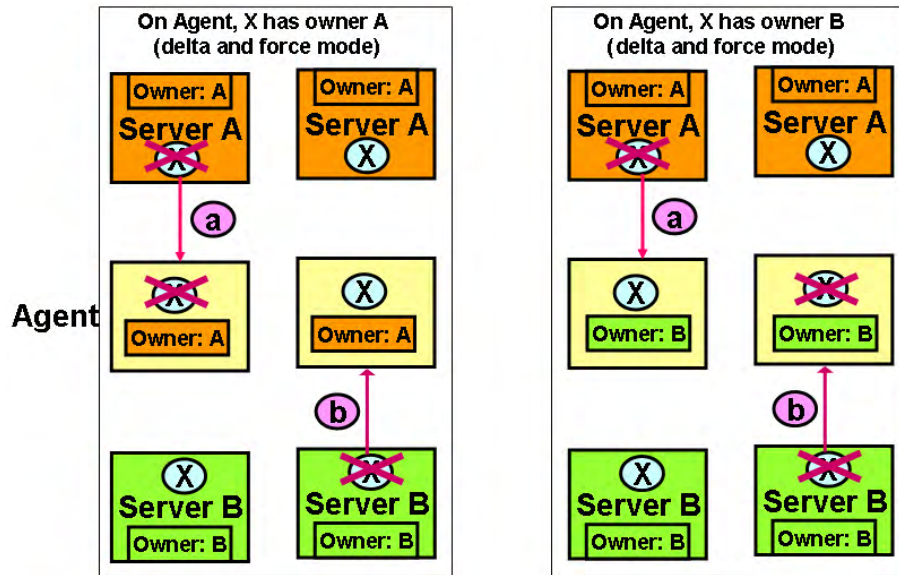 On Agent, X has owner A
(delta and force mode)
Owner: A
Server A
X
Owner: A
Server A
X
a
X
Owner: A
X
Owner: A
b
X
Server B
Owner: B
X
Server B
Owner: B
Agent
On Agent, X has owner B
(delta and force mode)
Owner: A
Server A
X
Owner: A
Server A
X
a
X
Owner: B
X
Owner: B
b
X
Server B
Owner: B
X
Server B
Owner: B